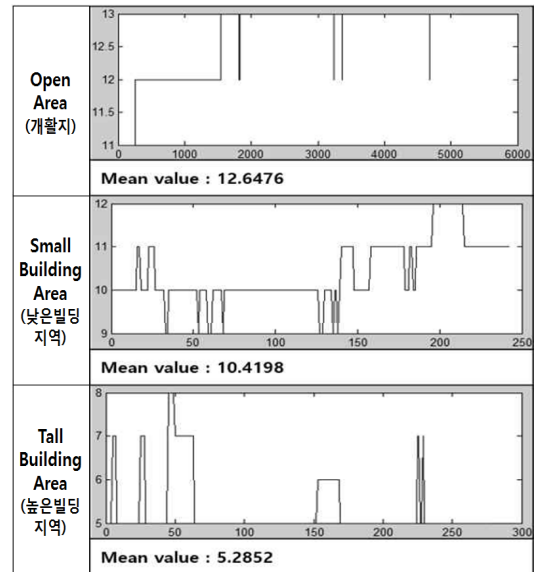 Open
Area
(개활지)
13
12.5
12
11.5
11
0 1000 2000 3000 4000 5000 6000
Mean value : 12.6476
Small
Building
Area
(낮은빌딩
지역)
12
11
10
9
0 50 100 150 200 250
Mean value : 10.4198
Tall
Building
Area
(높은빌딩
지역)
8
7
6
5
0 50 100 150 200 250 300
Mean value : 5.2852